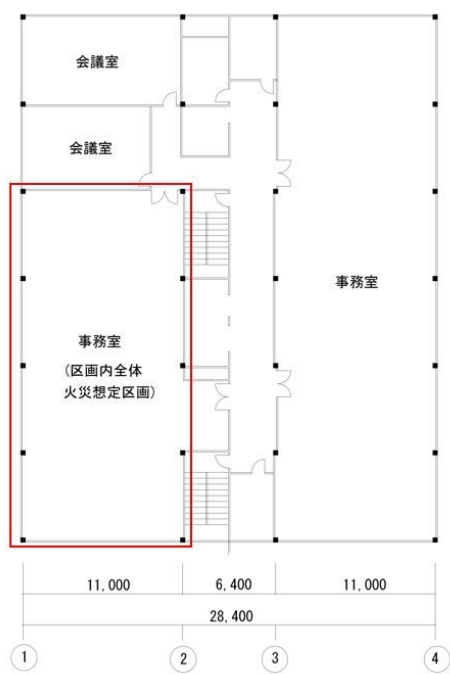 会議室
会議室
事務室
事務室
(区画内全体
火災想定区画)
11,000
6,400
11,000
28,400
1
2
3
4